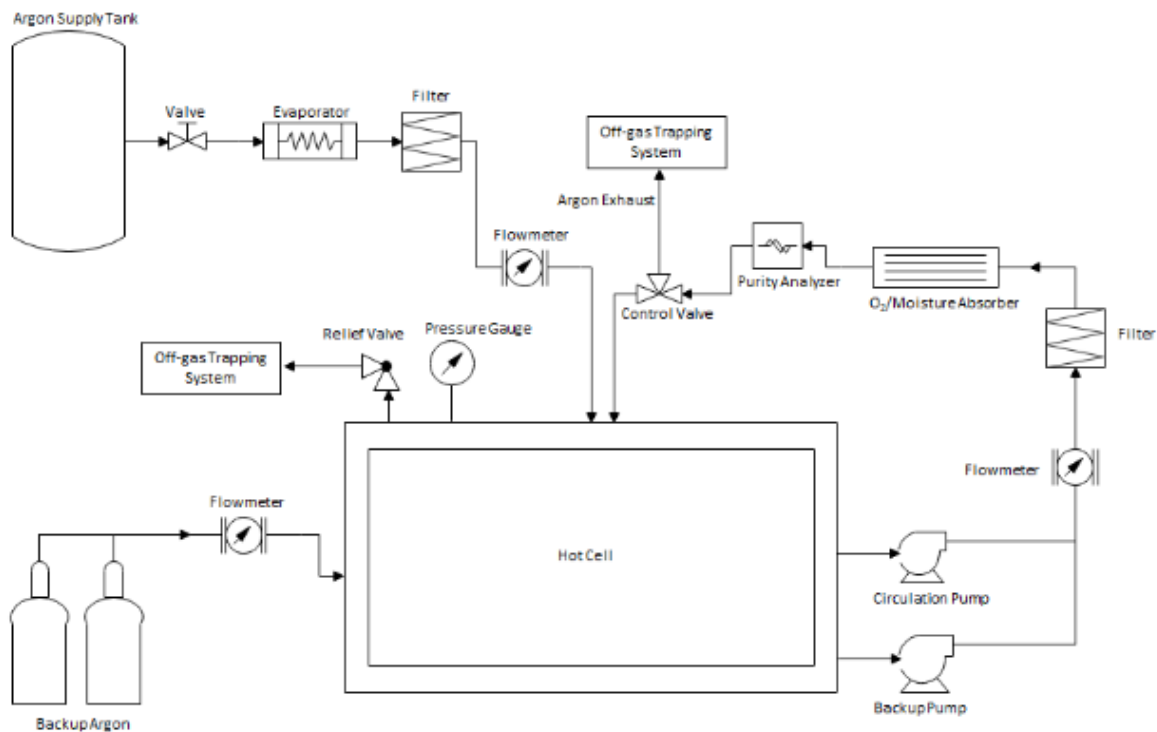 Argon Supply Tank
Valve
Evaporator
Filter
Off-gas Trapping
System
Argon Exhaust
Flowmeter
Purity Analyzer
O₂/Moisture Absorber
Control Valve
Relief Valve
Pressure Gauge
Filter
Off-gas Trapping
System
Flowmeter
Flowmeter
Hot Cell
Circulation Pump
Backup Pump
Backup Argon